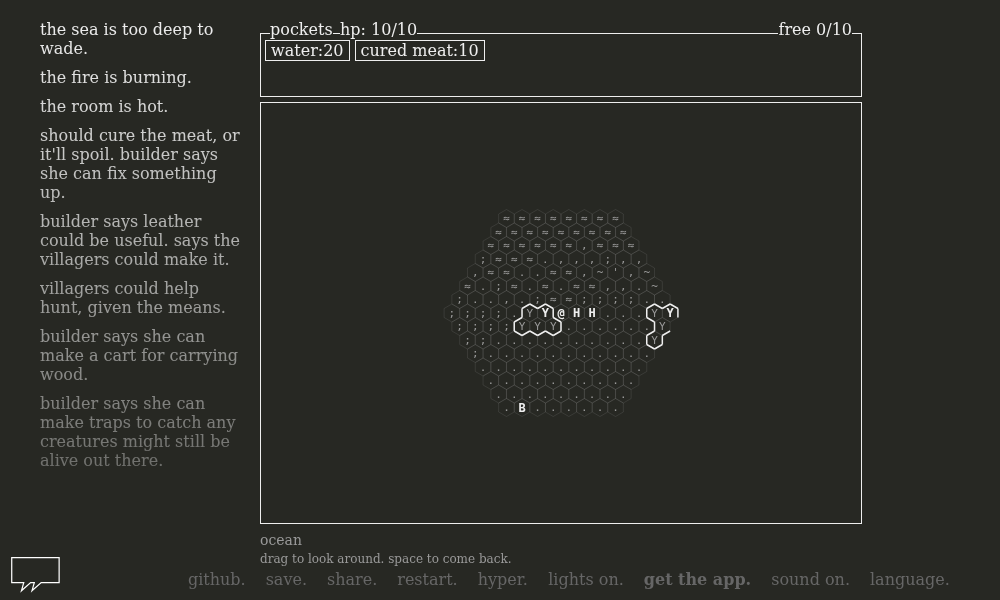 the sea is too deep to
wade.
the fire is burning.
the room is hot.
should cure the meat, or
it'll spoil. builder says
she can fix something
up.
builder says leather
could be useful. says the
villagers could make it.
villagers could help
hunt, given the means.
builder says she can
make a cart for carrying
wood.
builder says she can
make traps to catch any
creatures might still be
alive out there.
pockets hp: 10/10 free 0/10
water:20 cured meat:10
Y Y @ H H Y Y
Y Y Y Y
Y
B
ocean
drag to look around. space to come back.
github. save. share. restart. hyper. lights on. get the app. sound on. language.